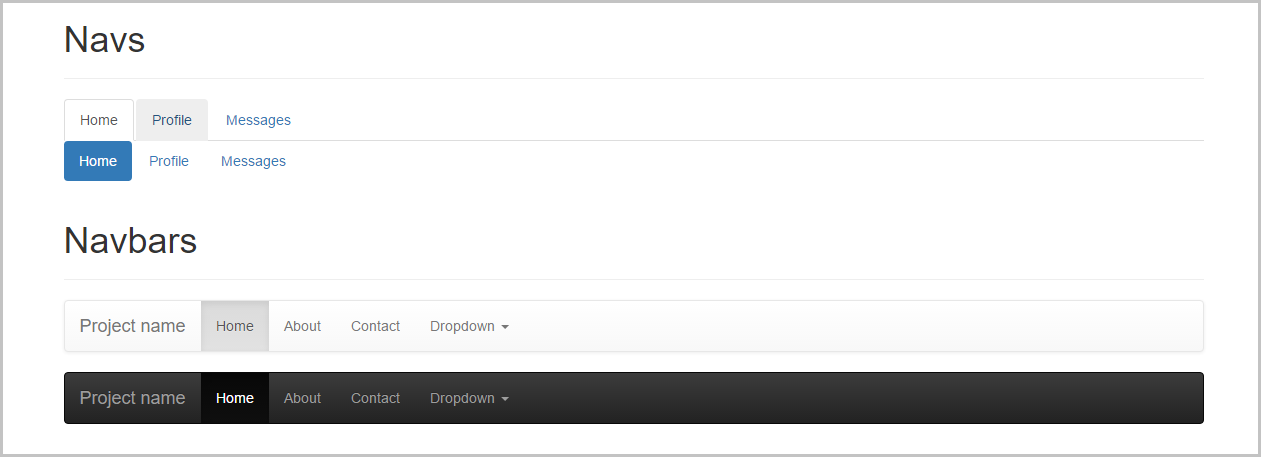 Navs
Home Profile Messages
Home Profile Messages
Navbars
Project name Home About Contact Dropdown
Project name Home About Contact Dropdown